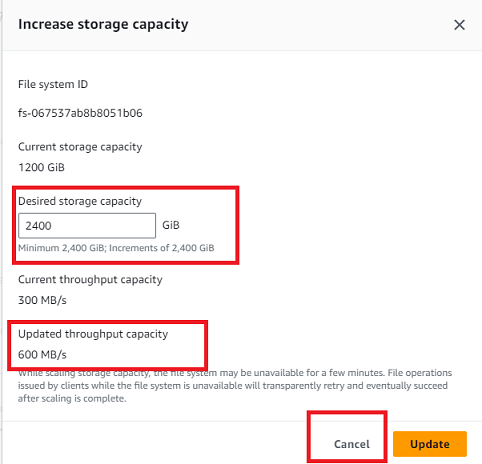 Increase storage capacity
File system ID
fs-067537ab8b8051b06
Current storage capacity
1200 GiB
Desired storage capacity
2400 GiB
Minimum 2,400 GiB; Increments of 2,400 GiB
Current throughput capacity
300 MB/s
Updated throughput capacity
600 MB/s
While scaling storage capacity, the file system may be unavailable for a few minutes. File operations
issued by clients while the file system is unavailable will transparently retry and eventually succeed
after scaling is complete.
Cancel Update